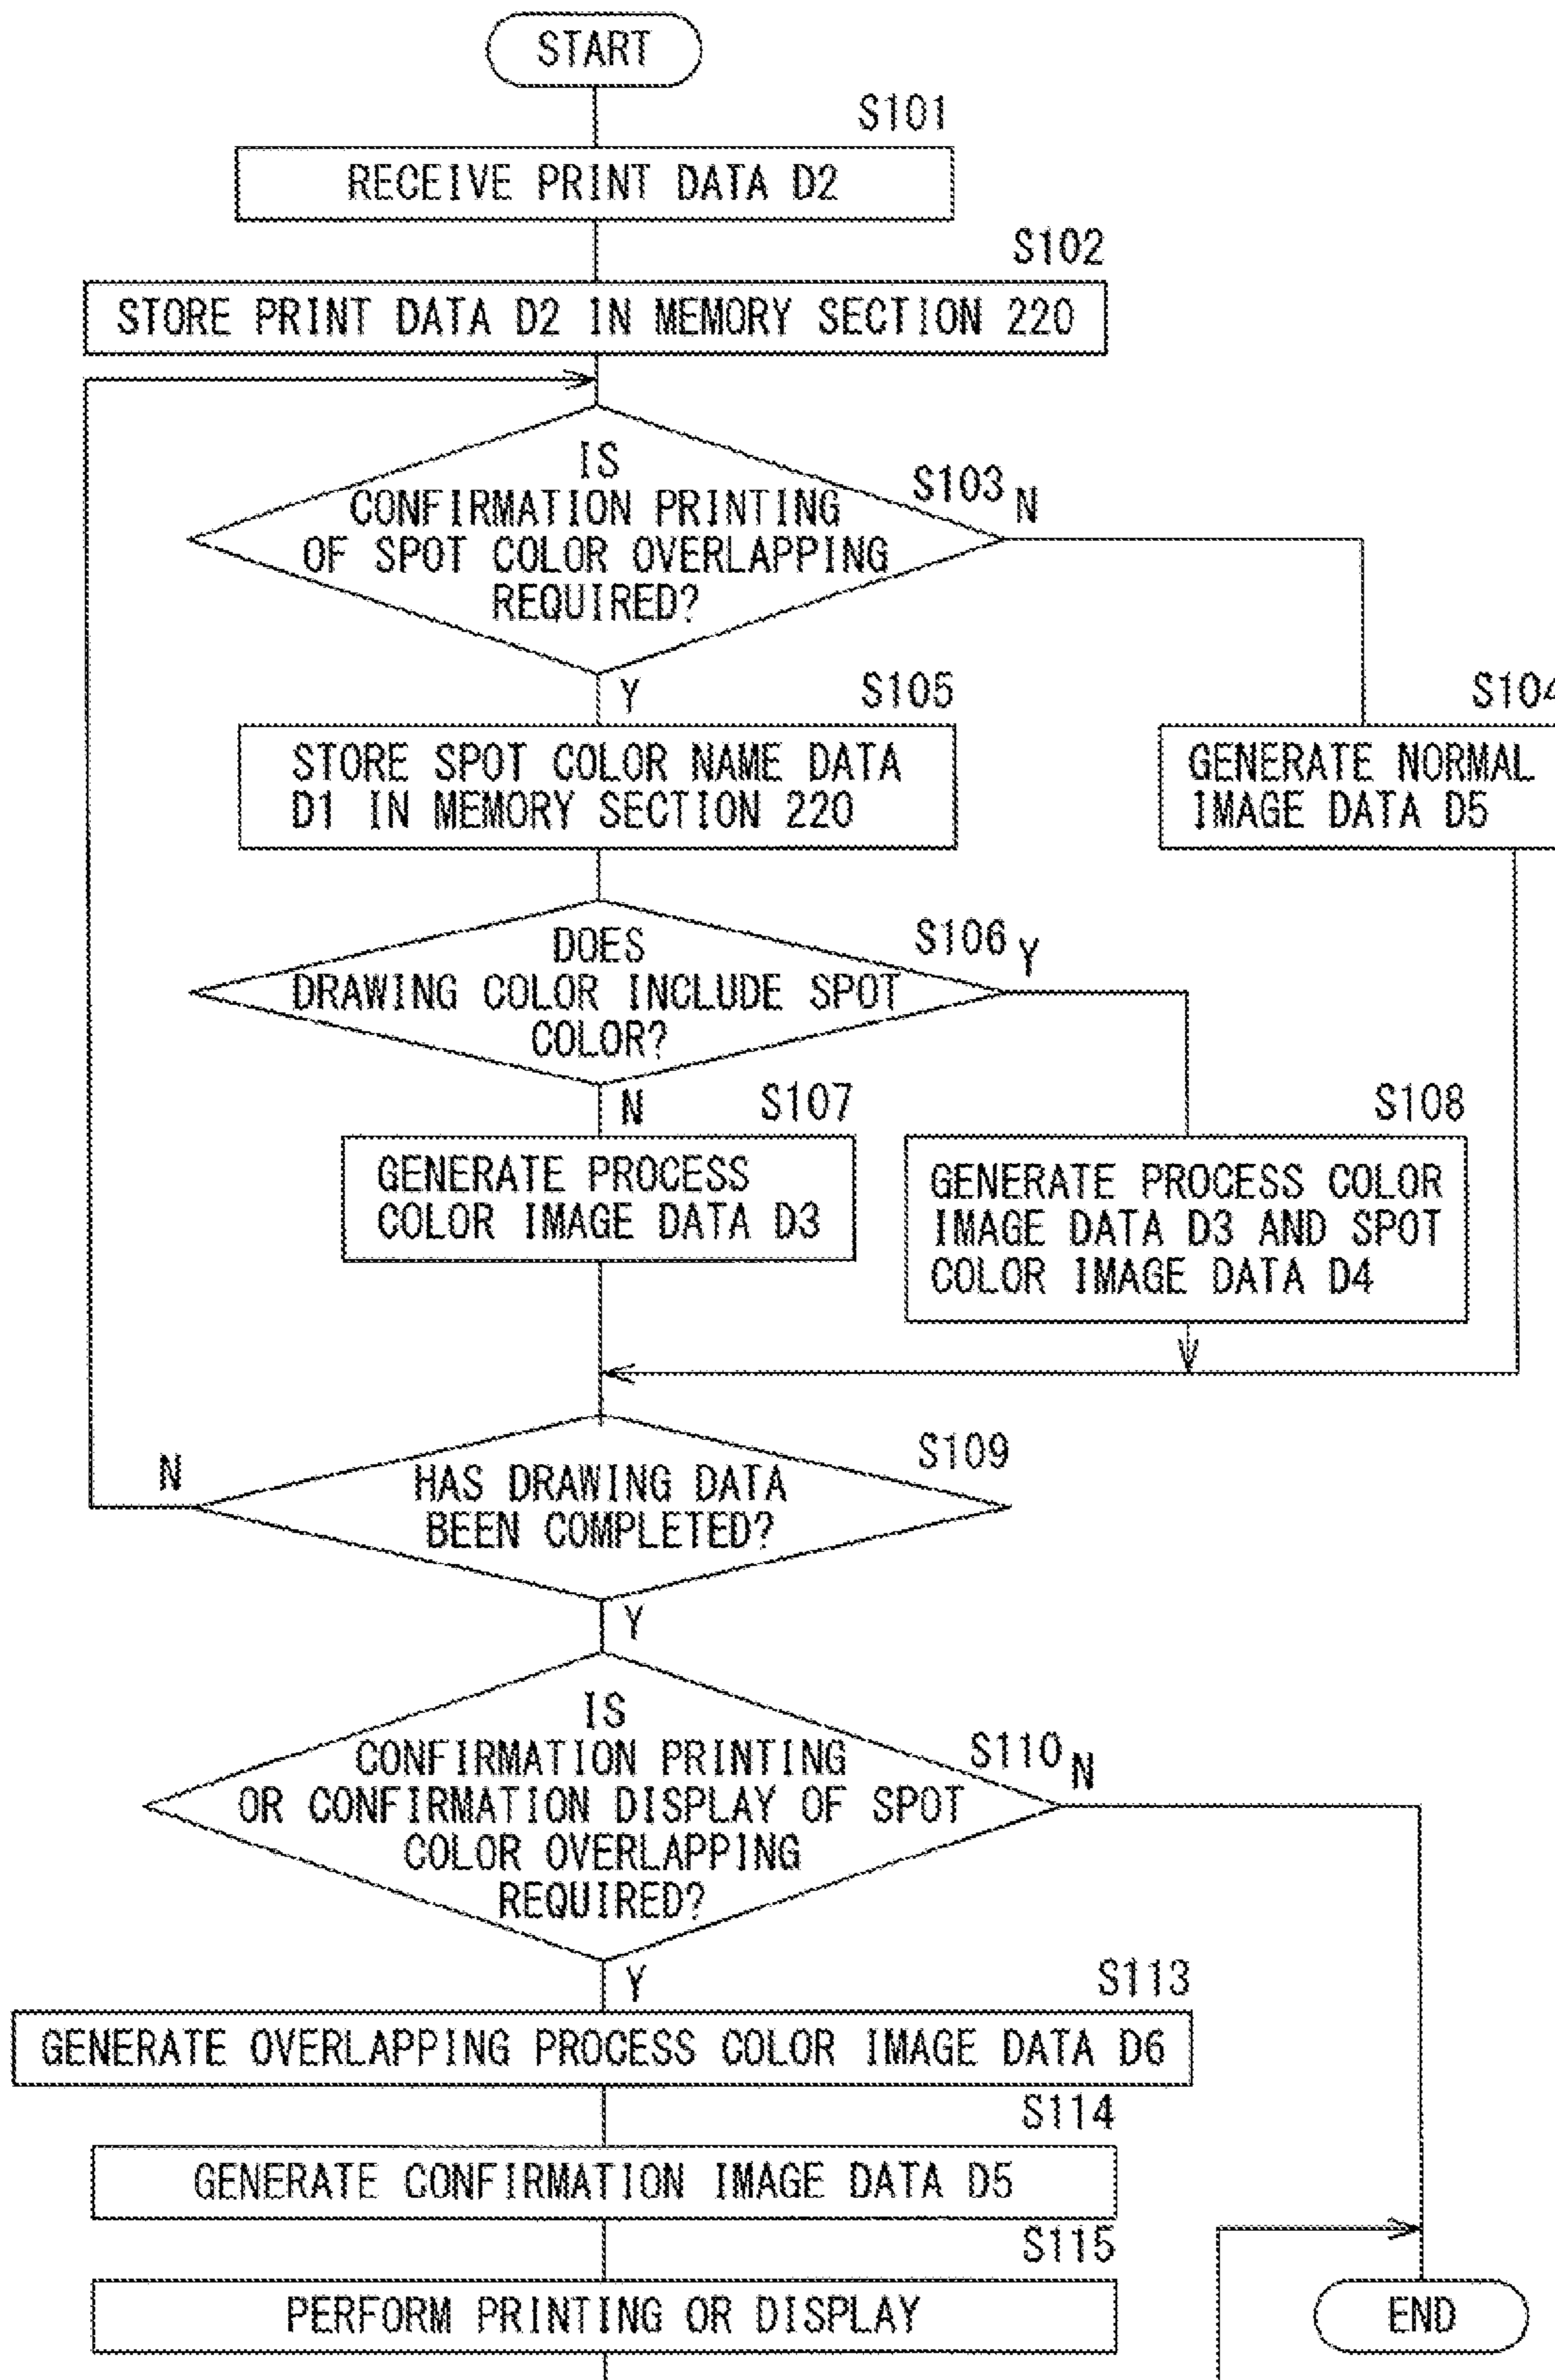 START
S101
RECEIVE PRINT DATA D2
S102
STORE PRINT DATA D2 IN MEMORY SECTION 220
IS
CONFIRMATION PRINTING
OF SPOT COLOR OVERLAPPING
REQUIRED?
S103
N
Y
S105
STORE SPOT COLOR NAME DATA
D1 IN MEMORY SECTION 220
S104
GENERATE NORMAL
IMAGE DATA D5
DOES
DRAWING COLOR INCLUDE SPOT
COLOR?
S106
Y
N
S107
GENERATE PROCESS
COLOR IMAGE DATA D3
S108
GENERATE PROCESS COLOR
IMAGE DATA D3 AND SPOT
COLOR IMAGE DATA D4
S109
N
HAS DRAWING DATA
BEEN COMPLETED?
Y
IS
CONFIRMATION PRINTING
OR CONFIRMATION DISPLAY OF SPOT
COLOR OVERLAPPING
REQUIRED?
S110
N
Y
S113
GENERATE OVERLAPPING PROCESS COLOR IMAGE DATA D6
S114
GENERATE CONFIRMATION IMAGE DATA D5
S115
PERFORM PRINTING OR DISPLAY
END